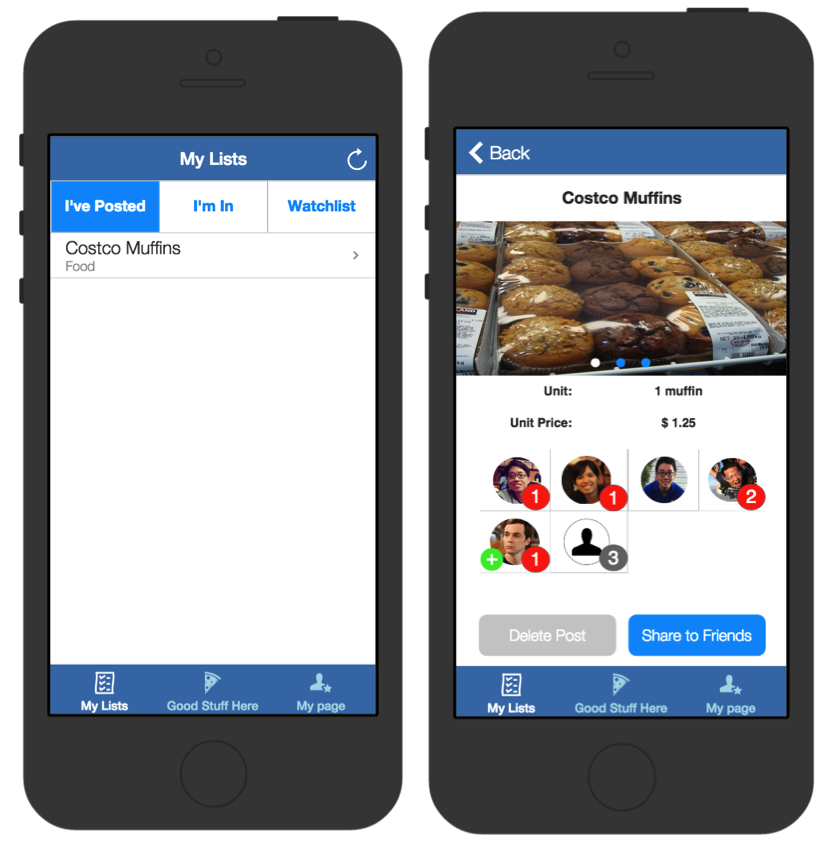 My Lists
I've Posted I'm In Watchlist
Costco Muffins
Food
My Lists Good Stuff Here My page
Back
Costco Muffins
Unit: 1 muffin
Unit Price: $ 1.25
1 1 2
+ 1 3
Delete Post Share to Friends
My Lists Good Stuff Here My page